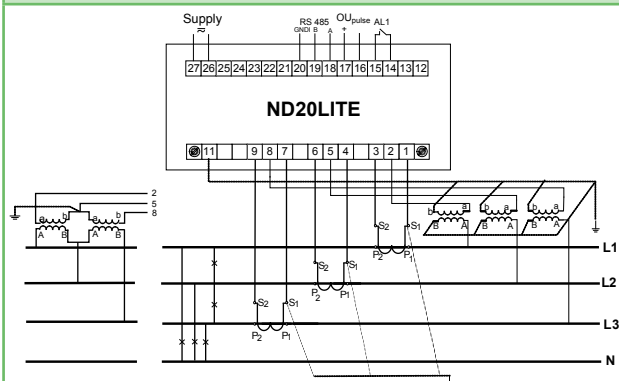 Supply
≂
RS 485
GNDI B A
OUpulse
+
AL1
27 26 25 24 23 22 21 20 19 18 17 16 15 14 13 12
ND20LITE
11 9 8 7 6 5 4 3 2 1
2
5
8
a b a b
A B A B
b a b a b a
B A B A B A
S2 S1
P2 P1
L1
S2 S1
P2 P1
L2
S2 S1
P2 P1
L3
N